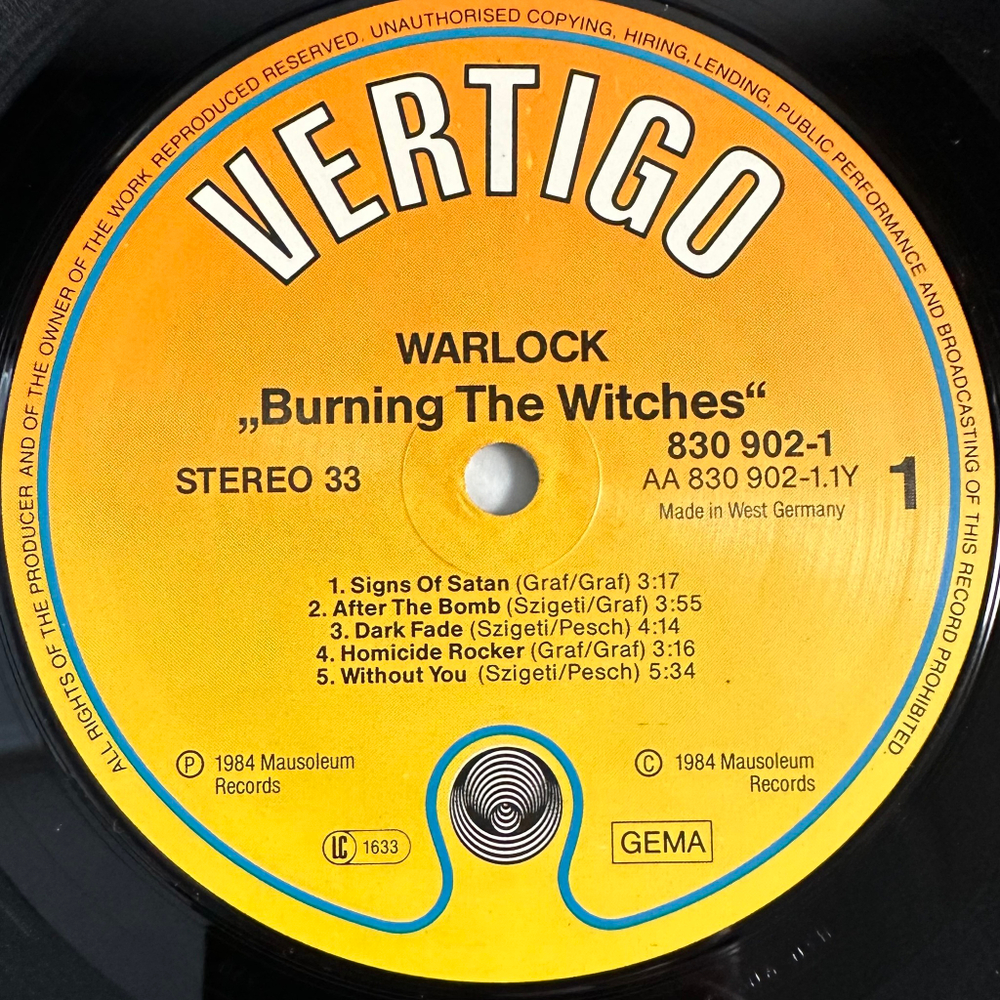 ALL RIGHTS OF THE PRODUCER AND OF THE OWNER OF THE WORK REPRODUCED RESERVED. UNAUTHORISED COPYING, HIRING, LENDING, PUBLIC PERFORMANCE AND BROADCASTING OF THIS RECORD PROHIBITED.
VERTIGO
WARLOCK
„Burning The Witches“
STEREO 33
830 902-1
AA 830 902-1.1Y
Made in West Germany
1
1. Signs Of Satan (Graf/Graf) 3:17
2. After The Bomb (Szigeti/Graf) 3:55
3. Dark Fade (Szigeti/Pesch) 4:14
4. Homicide Rocker (Graf/Graf) 3:16
5. Without You (Szigeti/Pesch) 5:34
Ⓟ 1984 Mausoleum
Records
Ⓒ 1984 Mausoleum
Records
LC 1633
GEMA